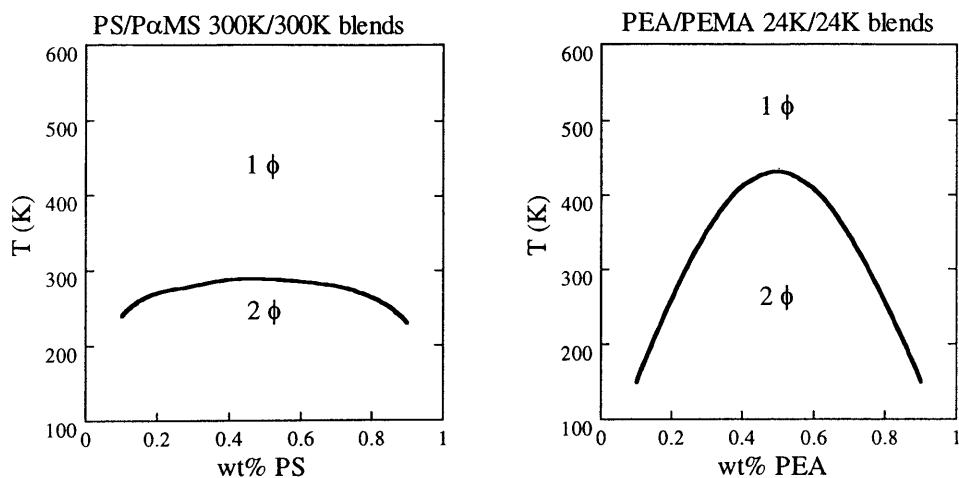 PS/PαMS 300K/300K blends
600
500
400
300
200
100
T (K)
1 ϕ
2 ϕ
0
0.2
0.4
0.6
0.8
1
wt% PS
PEA/PEMA 24K/24K blends
600
500
400
300
200
100
T (K)
1 ϕ
2 ϕ
0
0.2
0.4
0.6
0.8
1
wt% PEA